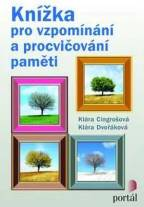 Knížka
pro vzpomínání
a procvičování
paměti
Klára Cingrošová
Klára Dvořáková
portál